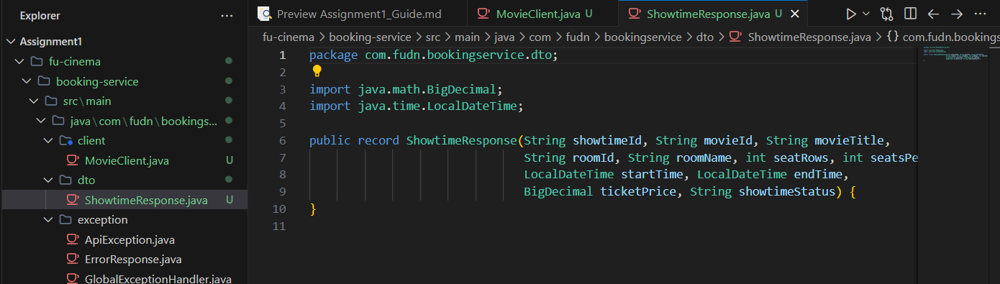 Explorer
Preview Assignment1_Guide.md
MovieClient.java U
ShowtimeResponse.java U
Assignment1
fu-cinema
booking-service
src\main
java\com\fudn\bookings...
client
MovieClient.java U
dto
ShowtimeResponse.java U
exception
ApiException.java
ErrorResponse.java
GlobalExceptionHandler.java
fu-cinema > booking-service > src > main > java > com > fudn > bookingservice > dto > ShowtimeResponse.java > {} com.fudn.bookings
1 package com.fudn.bookingservice.dto;
2
3 import java.math.BigDecimal;
4 import java.time.LocalDateTime;
5
6 public record ShowtimeResponse(String showtimeId, String movieId, String movieTitle,
7 String roomId, String roomName, int seatRows, int seatsPe
8 LocalDateTime startTime, LocalDateTime endTime,
9 BigDecimal ticketPrice, String showtimeStatus) {
10 }
11